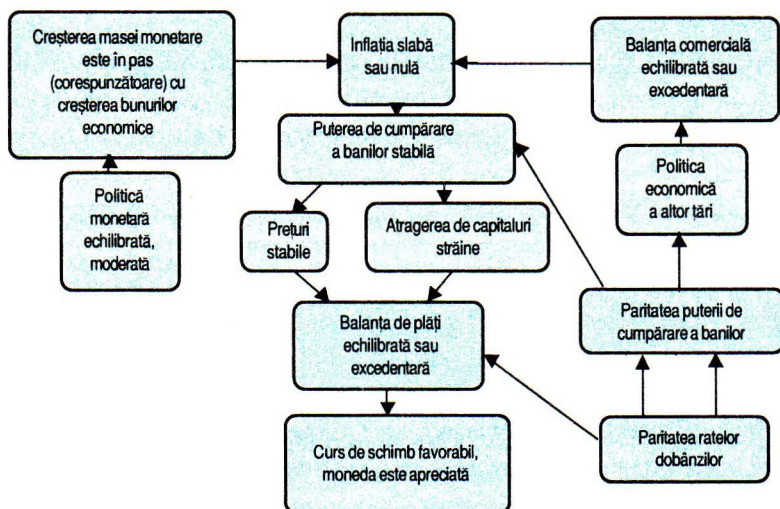 Creșterea masei monetare
este în pas
(corespunzătoare) cu
creșterea bunurilor
economice
Inflația slabă
sau nulă
Balanța comercială
echilibrată sau
excedentară
Puterea de cumpărare
a banilor stabilă
Politică
monetară
echilibrată,
moderată
Politica
economică
a altor țări
Prețuri
stabile
Atragerea de capitaluri
străine
Balanța de plăți
echilibrată sau
excedentară
Paritatea puterii de
cumpărare a banilor
Curs de schimb favorabil,
moneda este apreciată
Paritatea ratelor
dobânzilor